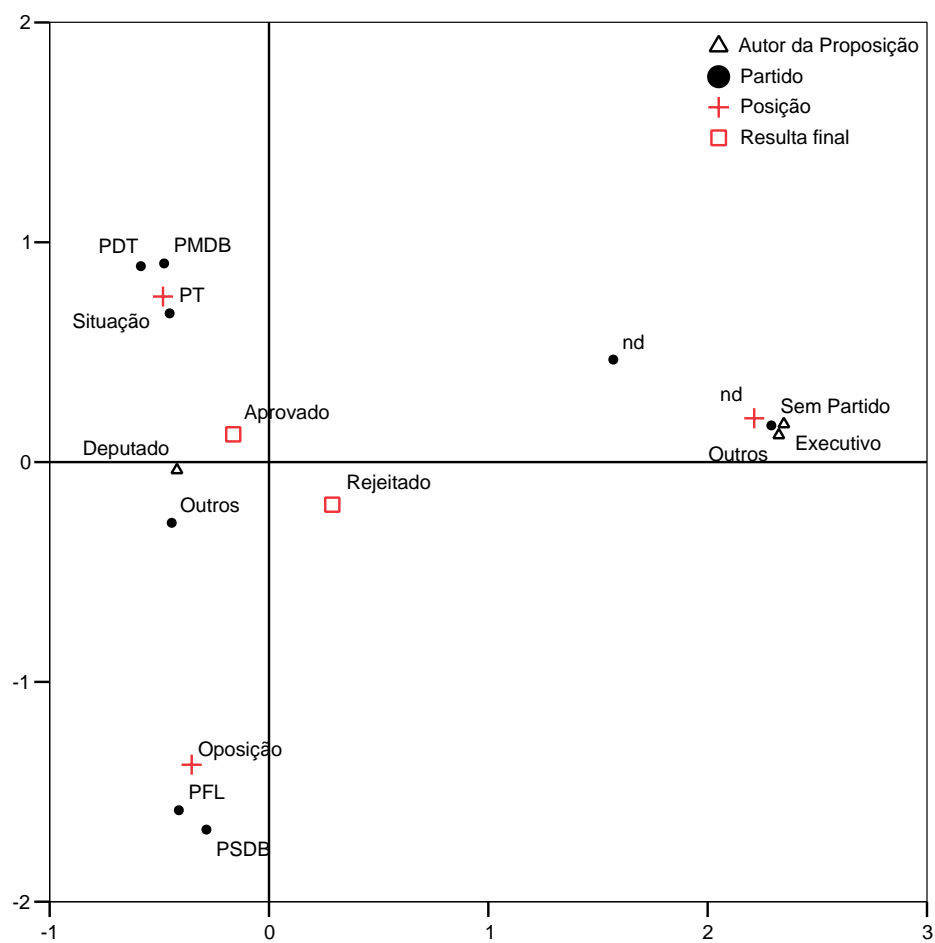 2
Autor da Proposição
Partido
Posição
Resulta final
1
PDT
PMDB
PT
Situação
nd
nd
Sem Partido
Aprovado
Executivo
Deputado
Outros
0
Rejeitado
Outros
-1
Oposição
PFL
PSDB
-2
-1
0
1
2
3